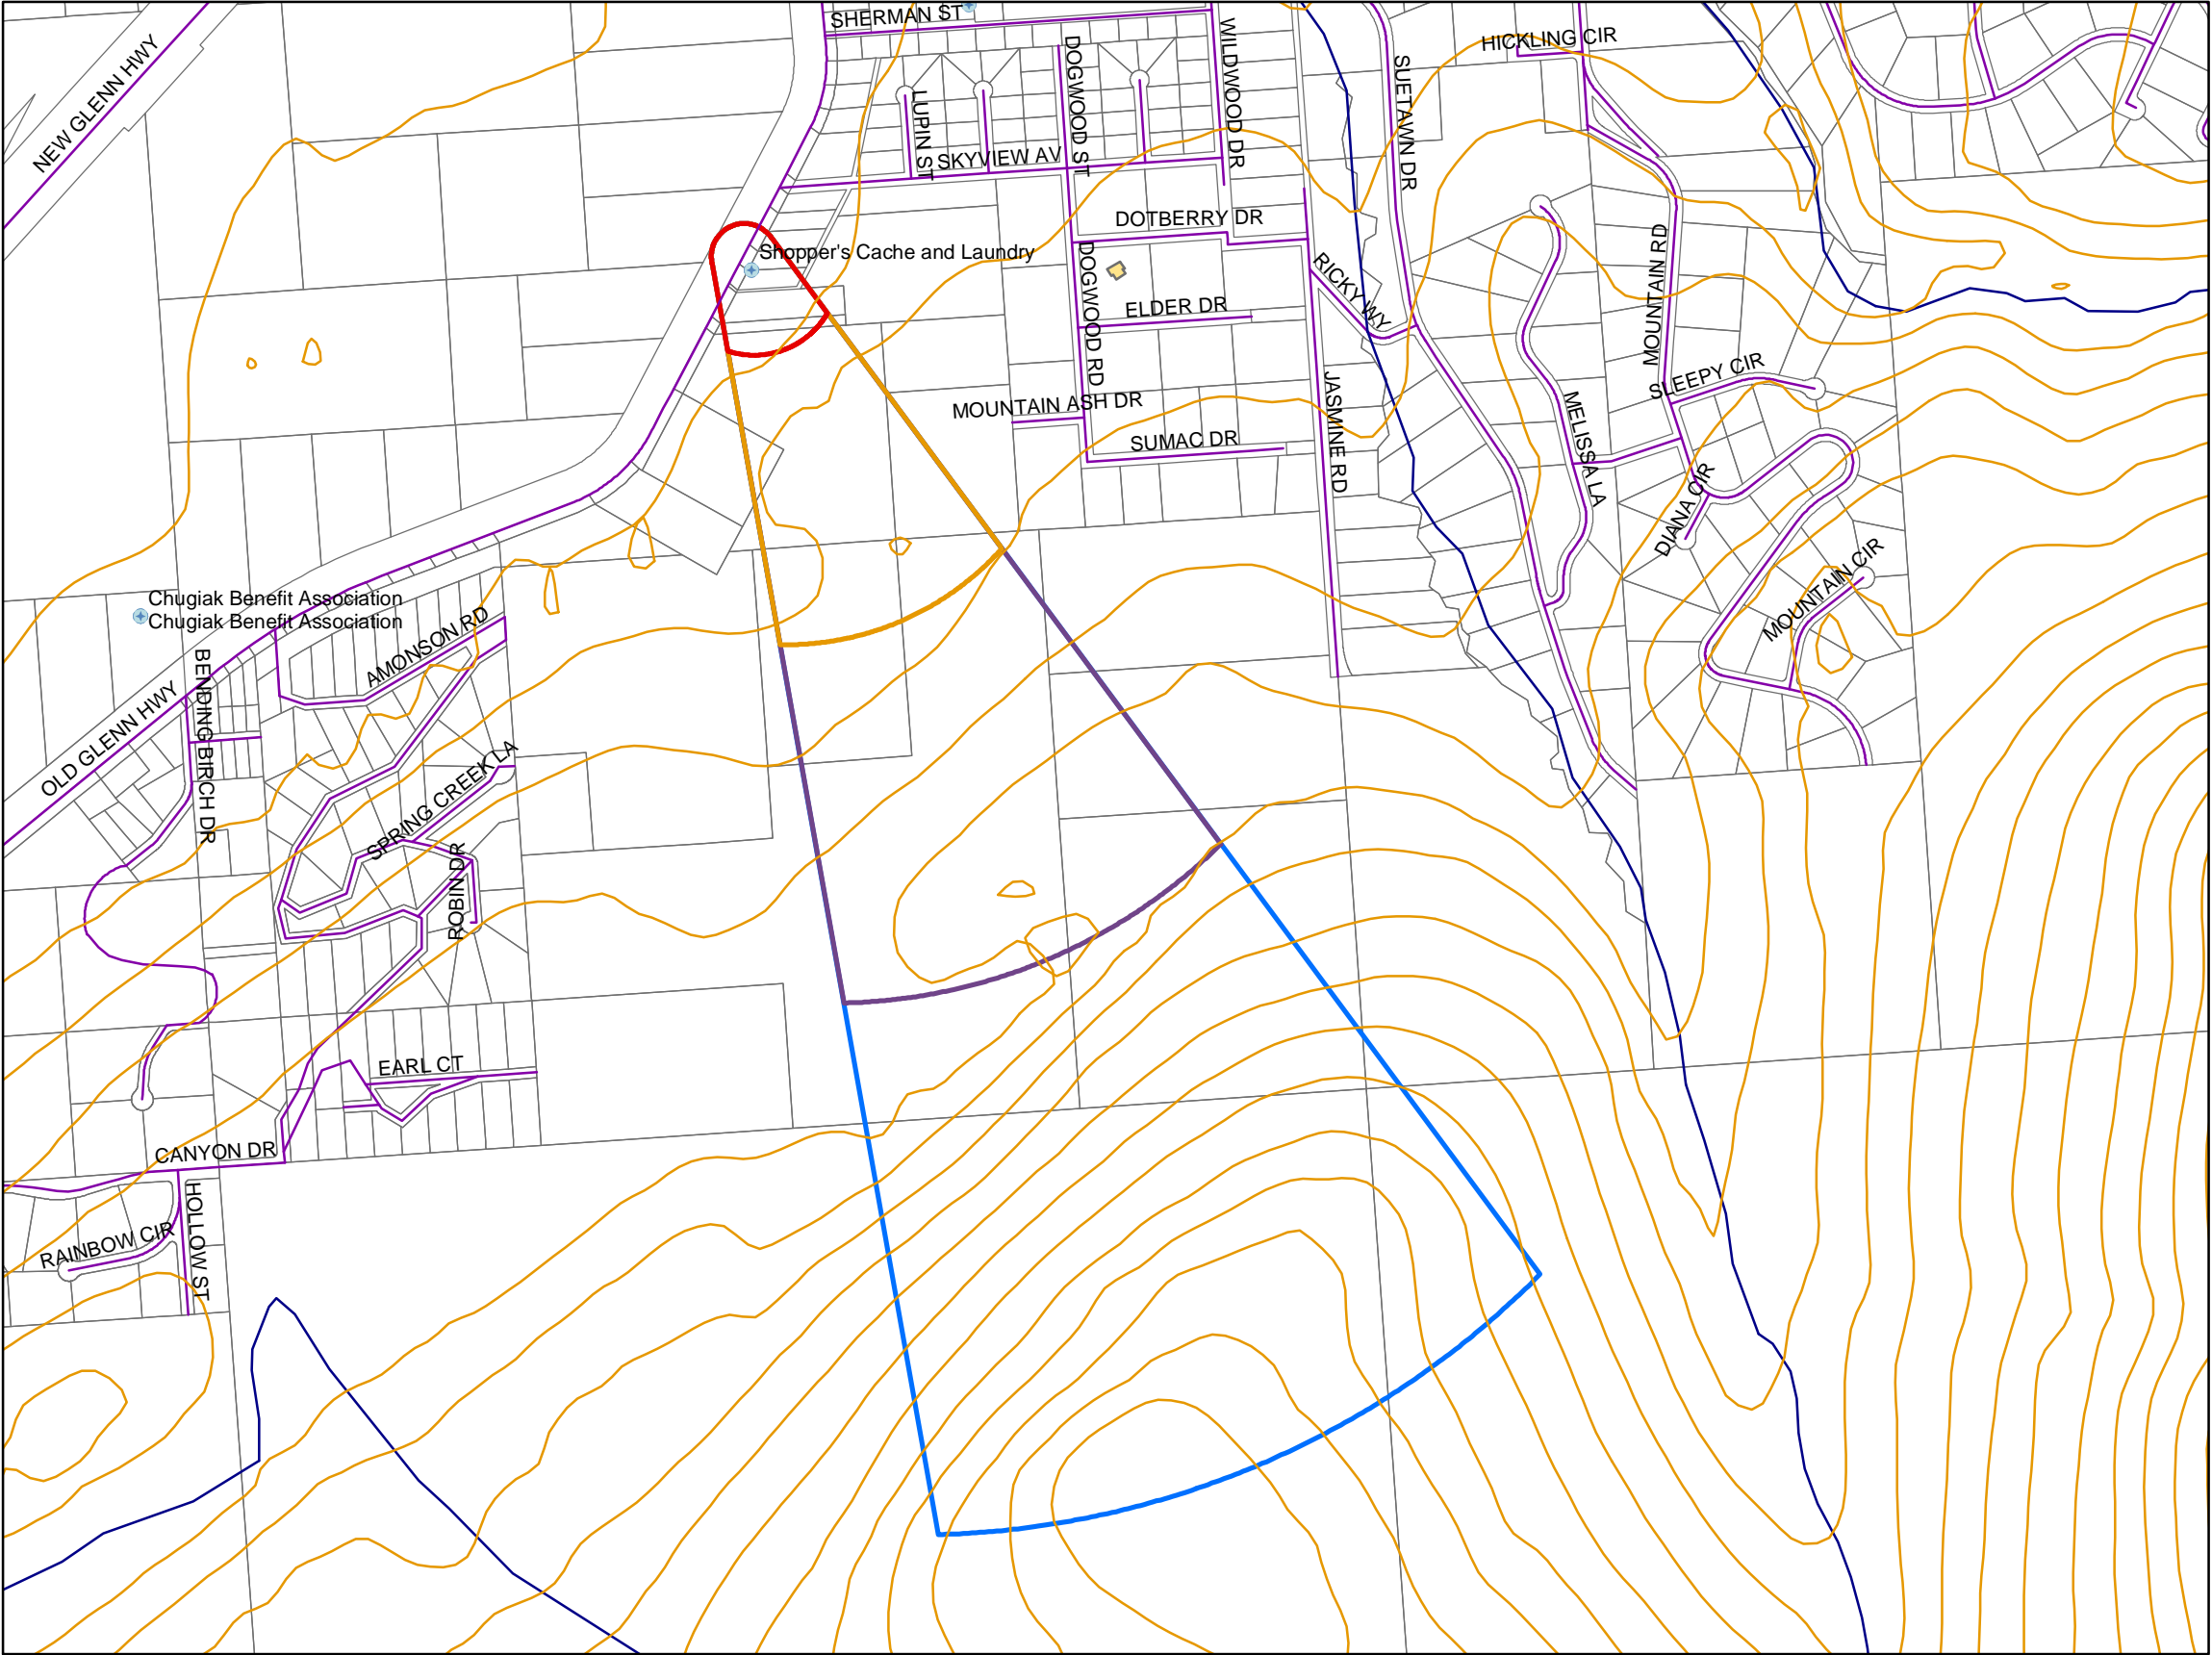 SHERMAN ST
NEW GLENN HWY
DOGWOOD ST
WILDWOOD DR
SUETAWN DR
HICKLING CIR
LUPIN ST
SKYVIEW AV
DOTBERRY DR
Shopper's Cache and Laundry
DOGWOOD RD
RICKY WY
MOUNTAIN RD
ELDER DR
SLEEPY CIR
MOUNTAIN ASH DR
JASMINE RD
MELISSA LA
SUMAC DR
DIANA CIR
MOUNTAIN CIR
Chugiak Benefit Association
Chugiak Benefit Association
AMONSON RD
BENDING BIRCH DR
OLD GLENN HWY
SPRING CREEK LA
ROBIN DR
EARL CT
CANYON DR
HOLLOW ST
RAINBOW CIR